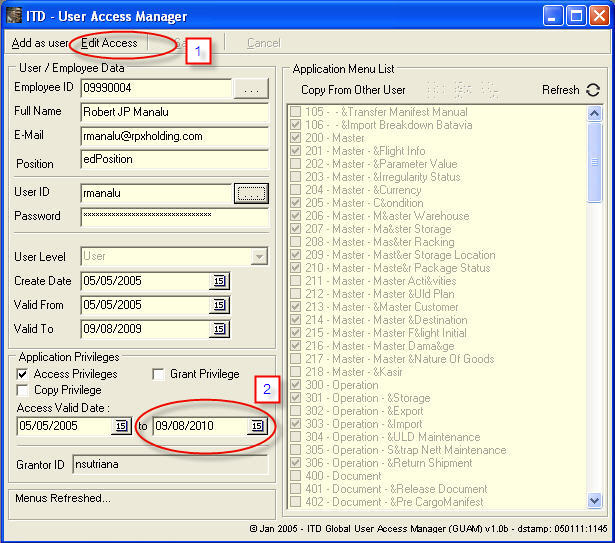 ITD - User Access Manager
Add as user Edit Access Cancel
1
User / Employee Data
Employee ID 09990004 ...
Full Name Robert JP Manalu
E-Mail rmanalu@rpxholding.com
Position edPosition
User ID rmanalu ...
Password ********************************
User Level User
Create Date 05/05/2005 15
Valid From 05/05/2005 15
Valid To 09/08/2009 15
Application Privileges
Access Privileges Grant Privilege
Copy Privilege
2
Access Valid Date :
05/05/2005 15 to 09/08/2010 15
Grantor ID nsutriana
Menus Refreshed...
Application Menu List
Copy From Other User Refresh
105 - - &Transfer Manifest Manual
106 - - &Import Breakdown Batavia
200 - Master
201 - Master - &Flight Info
202 - Master - &Parameter Value
203 - Master - &Irregularity Status
204 - Master - &Currency
205 - Master - C&ondition
206 - Master - M&aster Warehouse
207 - Master - Ma&ster Storage
208 - Master - Mas&ter Racking
209 - Master - Mast&er Storage Location
210 - Master - Maste&r Package Status
211 - Master - Master Acti&vities
212 - Master - Master &Uld Plan
213 - Master - &Master Customer
214 - Master - Master &Destination
215 - Master - Master F&light Initial
216 - Master - Master Dama&ge
217 - Master - Master &Nature Of Goods
218 - Master - &Kasir
300 - Operation
301 - Operation - &Storage
302 - Operation - &Export
303 - Operation - &Import
304 - Operation - &ULD Maintenance
305 - Operation - S&trap Nett Maintenance
306 - Operation - &Return Shipment
400 - Document
401 - Document - &Release Document
402 - Document - &Pre CargoManifest
© Jan 2005 - ITD Global User Access Manager (GUAM) v1.0b - dstamp: 050111:1145